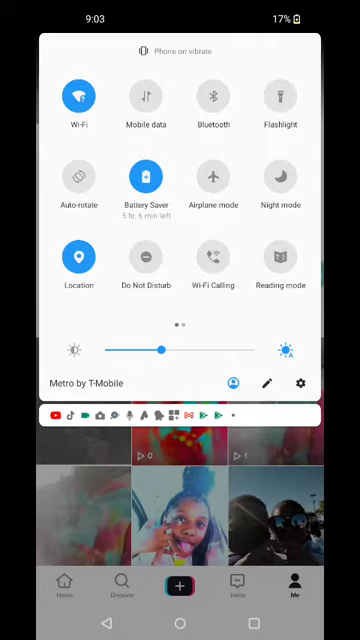 9:03 17%
Phone on vibrate
Wi-Fi Mobile data Bluetooth Flashlight
Auto-rotate Battery Saver Airplane mode Night mode
5 hr, 6 min left
Location Do Not Disturb Wi-Fi Calling Reading mode
A
Metro by T-Mobile
0 1
Home Discover Inbox Me